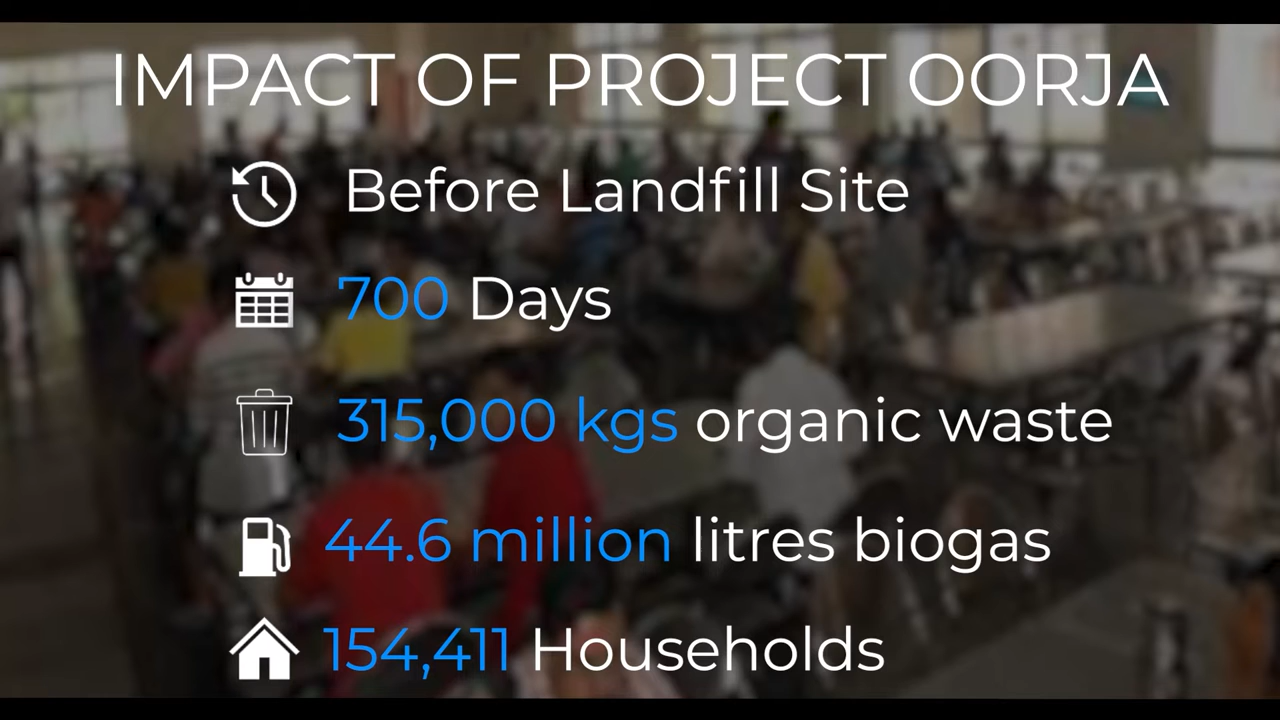 IMPACT OF PROJECT OORJA
Before Landfill Site
700 Days
315,000 kgs organic waste
44.6 million litres biogas
154,411 Households